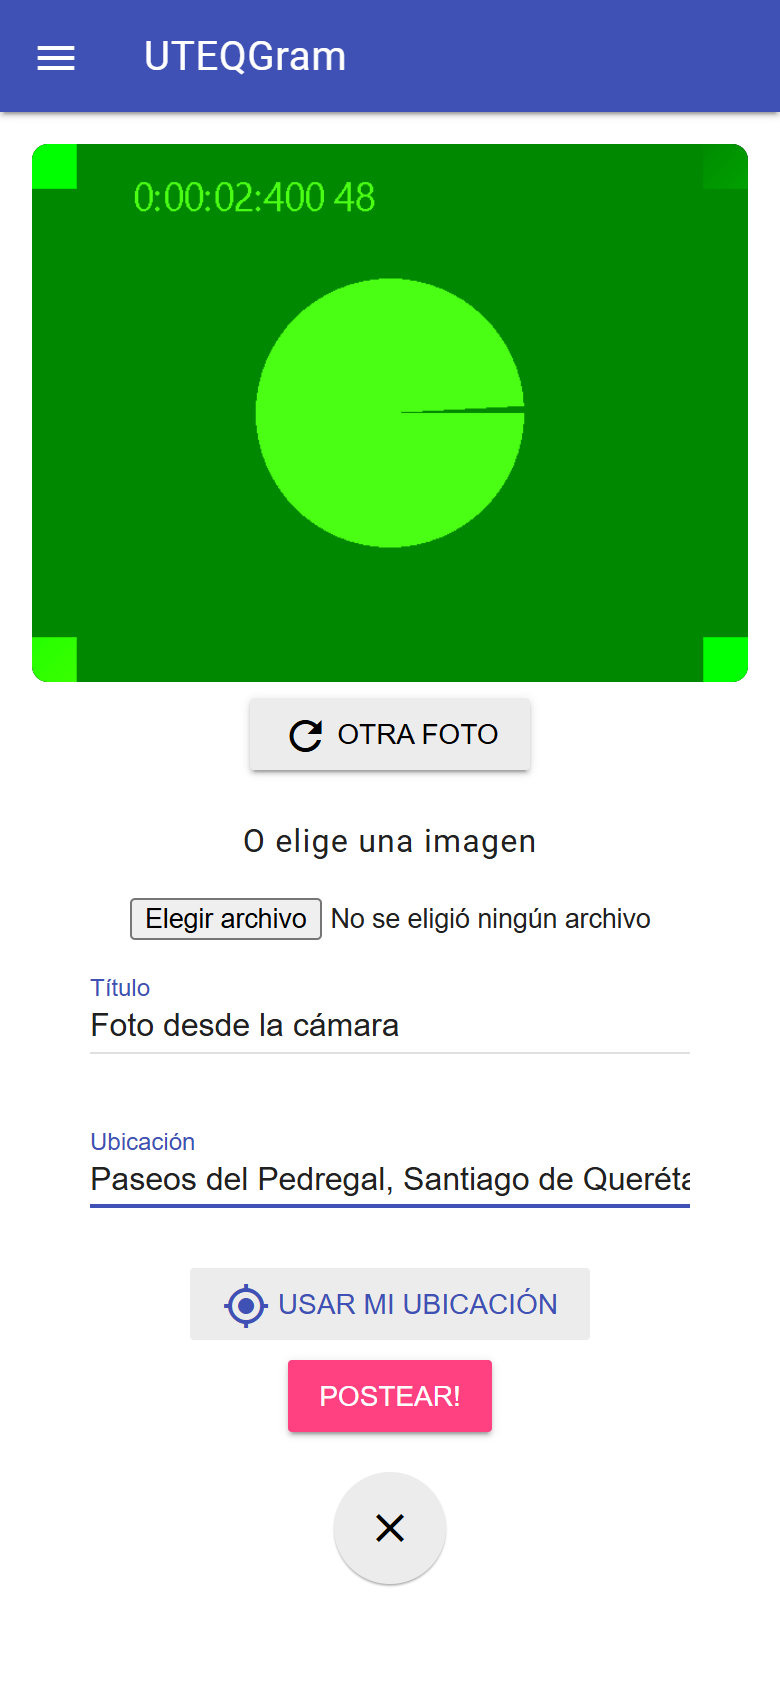 UTEQGram
0:00:02:400 48
OTRA FOTO
O elige una imagen
Elegir archivo No se eligió ningún archivo
Título
Foto desde la cámara
Ubicación
Paseos del Pedregal, Santiago de Queréta
USAR MI UBICACIÓN
POSTEAR!